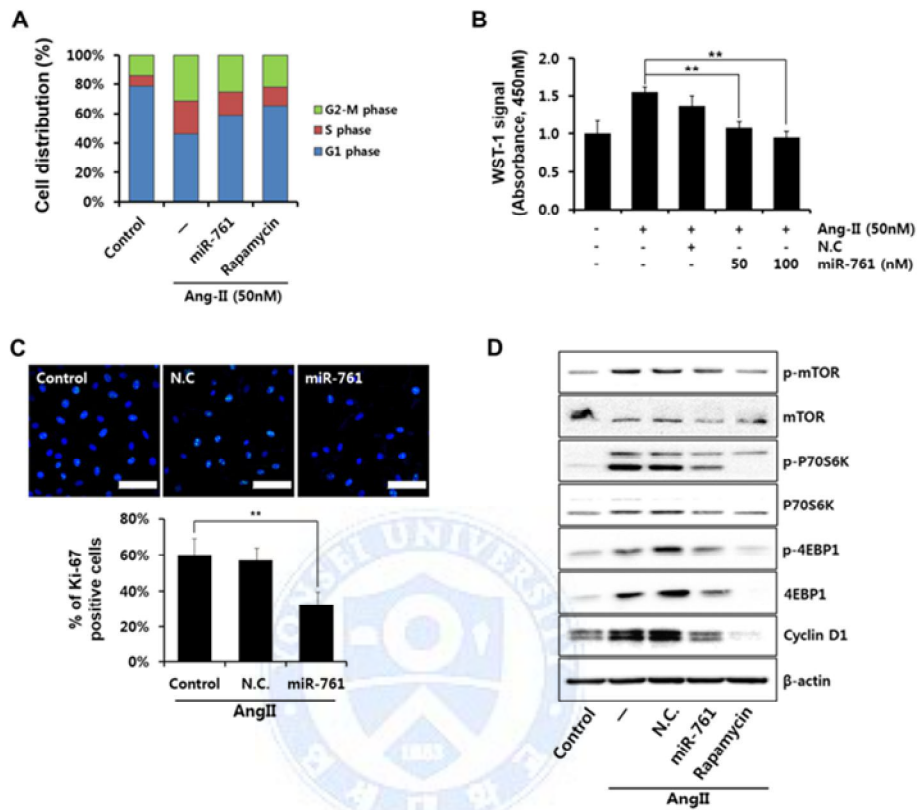 A
Cell distribution (%)
100%
80%
60%
40%
20%
0%
G2-M phase
S phase
G1 phase
Control
—
miR-761
Rapamycin
Ang-II (50nM)
B
WST-1 signal
(Absorbance, 450nM)
2.0
1.5
1.0
0.5
0.0
**
**
- + + + + Ang-II (50nM)
- - + N.C
- - 50 100 miR-761 (nM)
C
Control
N.C
miR-761
% of Ki-67
positive cells
80%
60%
40%
20%
0%
**
Control N.C. miR-761
AngII
D
p-mTOR
mTOR
p-P70S6K
P70S6K
p-4EBP1
4EBP1
Cyclin D1
β-actin
Control
—
N.C.
miR-761
Rapamycin
AngII
UNIVERSI